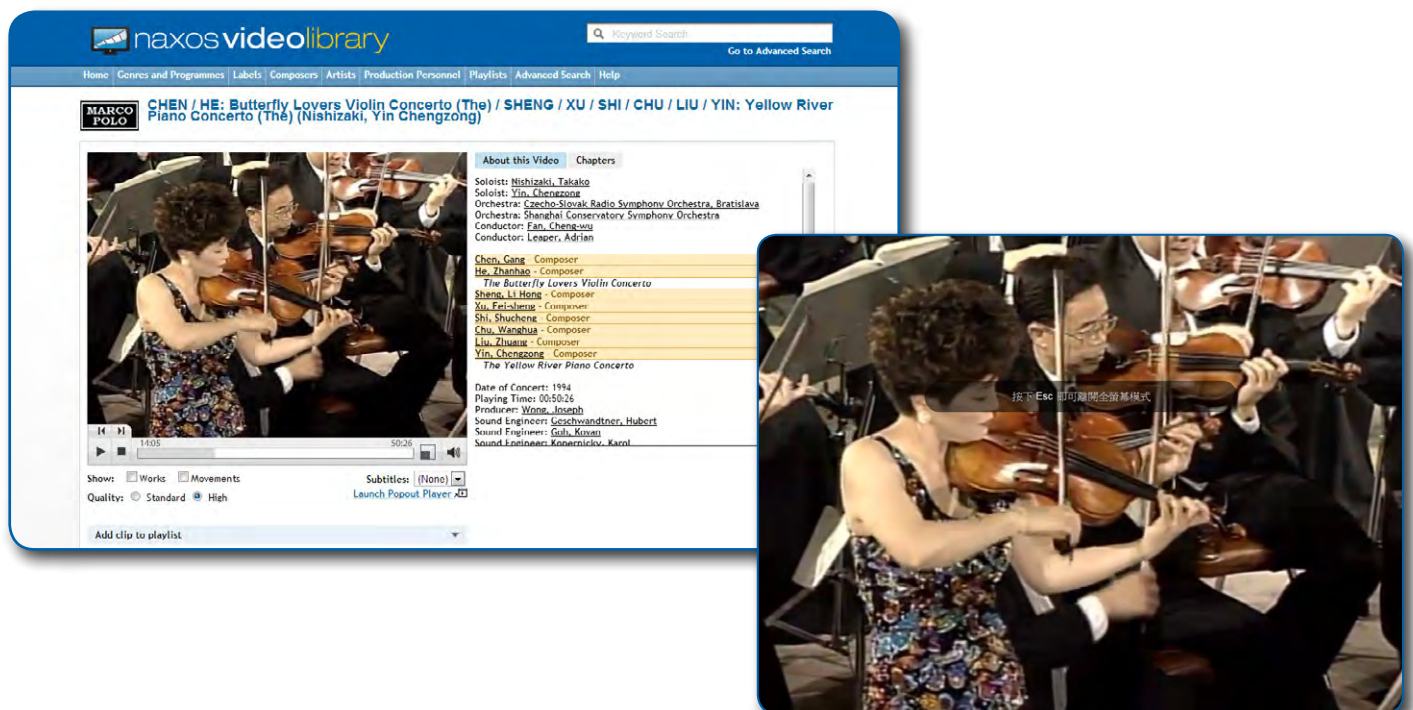 naxos videolibrary
Keyword Search
Go to Advanced Search
Home Genres and Programmes Labels Composers Artists Production Personnel Playlists Advanced Search Help
MARCO
POLO
CHEN / HE: Butterfly Lovers Violin Concerto (The) / SHENG / XU / SHI / CHU / LIU / YIN: Yellow River
Piano Concerto (The) (Nishizaki, Yin Chengzong)
About this Video Chapters
Soloist: Nishizaki, Takako
Soloist: Yin, Chengzong
Orchestra: Czecho-Slovak Radio Symphony Orchestra, Bratislava
Orchestra: Shanghai Conservatory Symphony Orchestra
Conductor: Fan, Cheng-wu
Conductor: Leaper, Adrian
Chen, Gang - Composer
He, Zhanhao - Composer
The Butterfly Lovers Violin Concerto
Sheng, Li Hong - Composer
Xu, Fei-sheng - Composer
Shi, Shucheng - Composer
Chu, Wanghua - Composer
Liu, Zhuang - Composer
Yin, Chengzong - Composer
The Yellow River Piano Concerto
Date of Concert: 1994
Playing Time: 00:50:26
Producer: Wong, Joseph
Sound Engineer: Geschwandtner, Hubert
Sound Engineer: Goh, Kovan
Sound Engineer: Kopernicky, Karol
14:05 50:26
Show: Works Movements
Subtitles: (None)
Quality: Standard High
Launch Popout Player
Add clip to playlist
按下 Esc 即可離開全螢幕模式